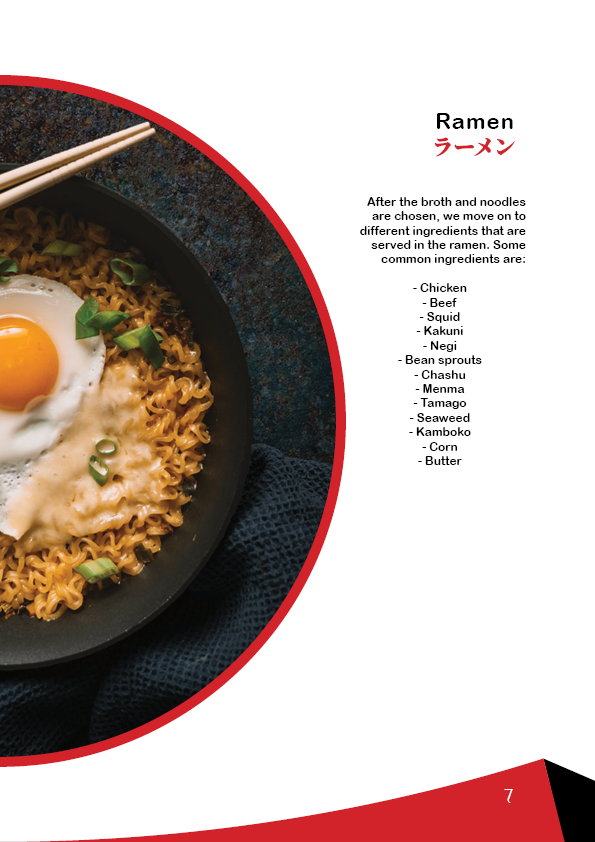 Ramen
ラーメン
After the broth and noodles
are chosen, we move on to
different ingredients that are
served in the ramen. Some
common ingredients are:
- Chicken
- Beef
- Squid
- Kakuni
- Negi
- Bean sprouts
- Chashu
- Menma
- Tamago
- Seaweed
- Kamboko
- Corn
- Butter
7